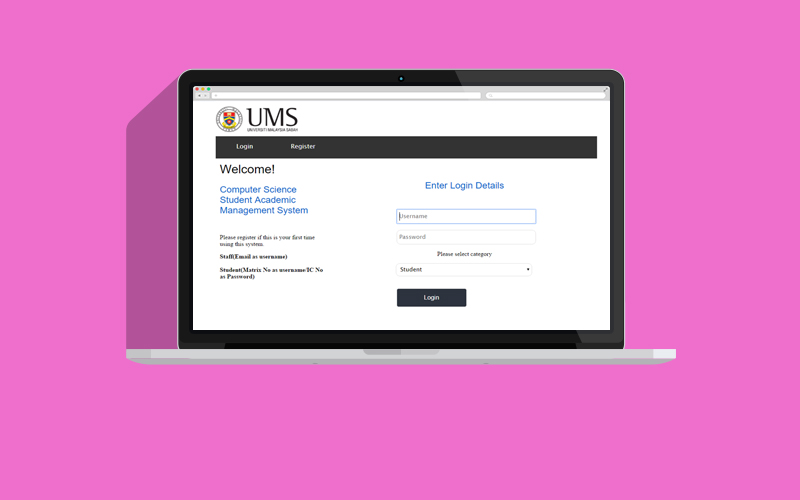 UMS
UNIVERSITI MALAYSIA SABAH
Login Register
Welcome!
Computer Science
Student Academic
Management System
Please register if this is your first time
using this system.
Staff(Email as username)
Student(Matrix No as username/IC No
as Password)
Enter Login Details
Username
Password
Please select category
Student
Login